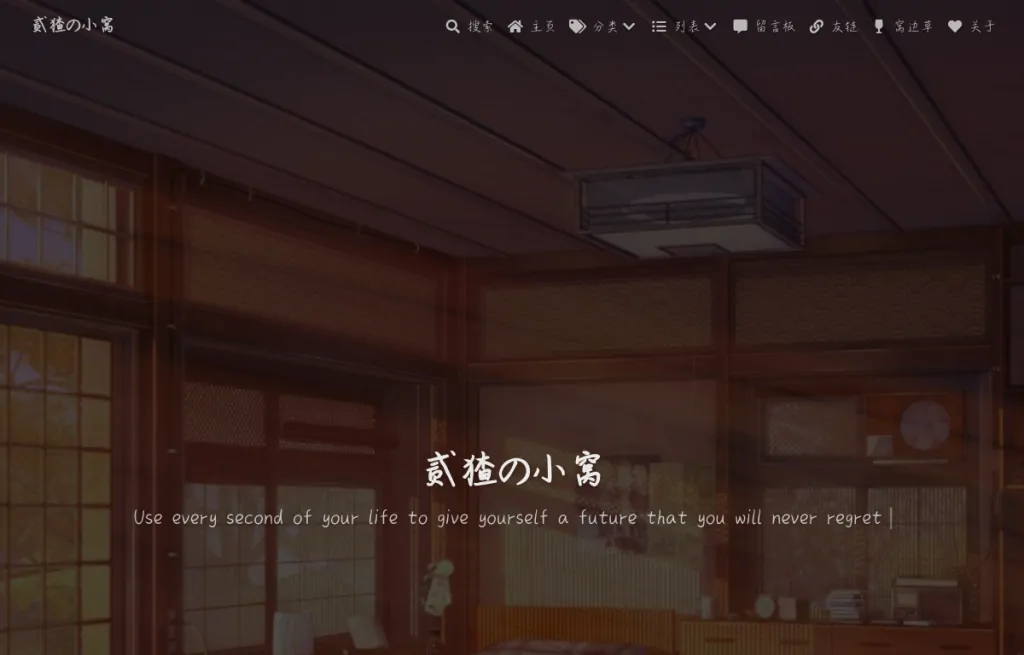 贰猹の小窝
搜索 主页 分类 列表 留言板 友链 窝边草 关于
贰猹の小窝
Use every second of your life to give yourself a future that you will never regret |